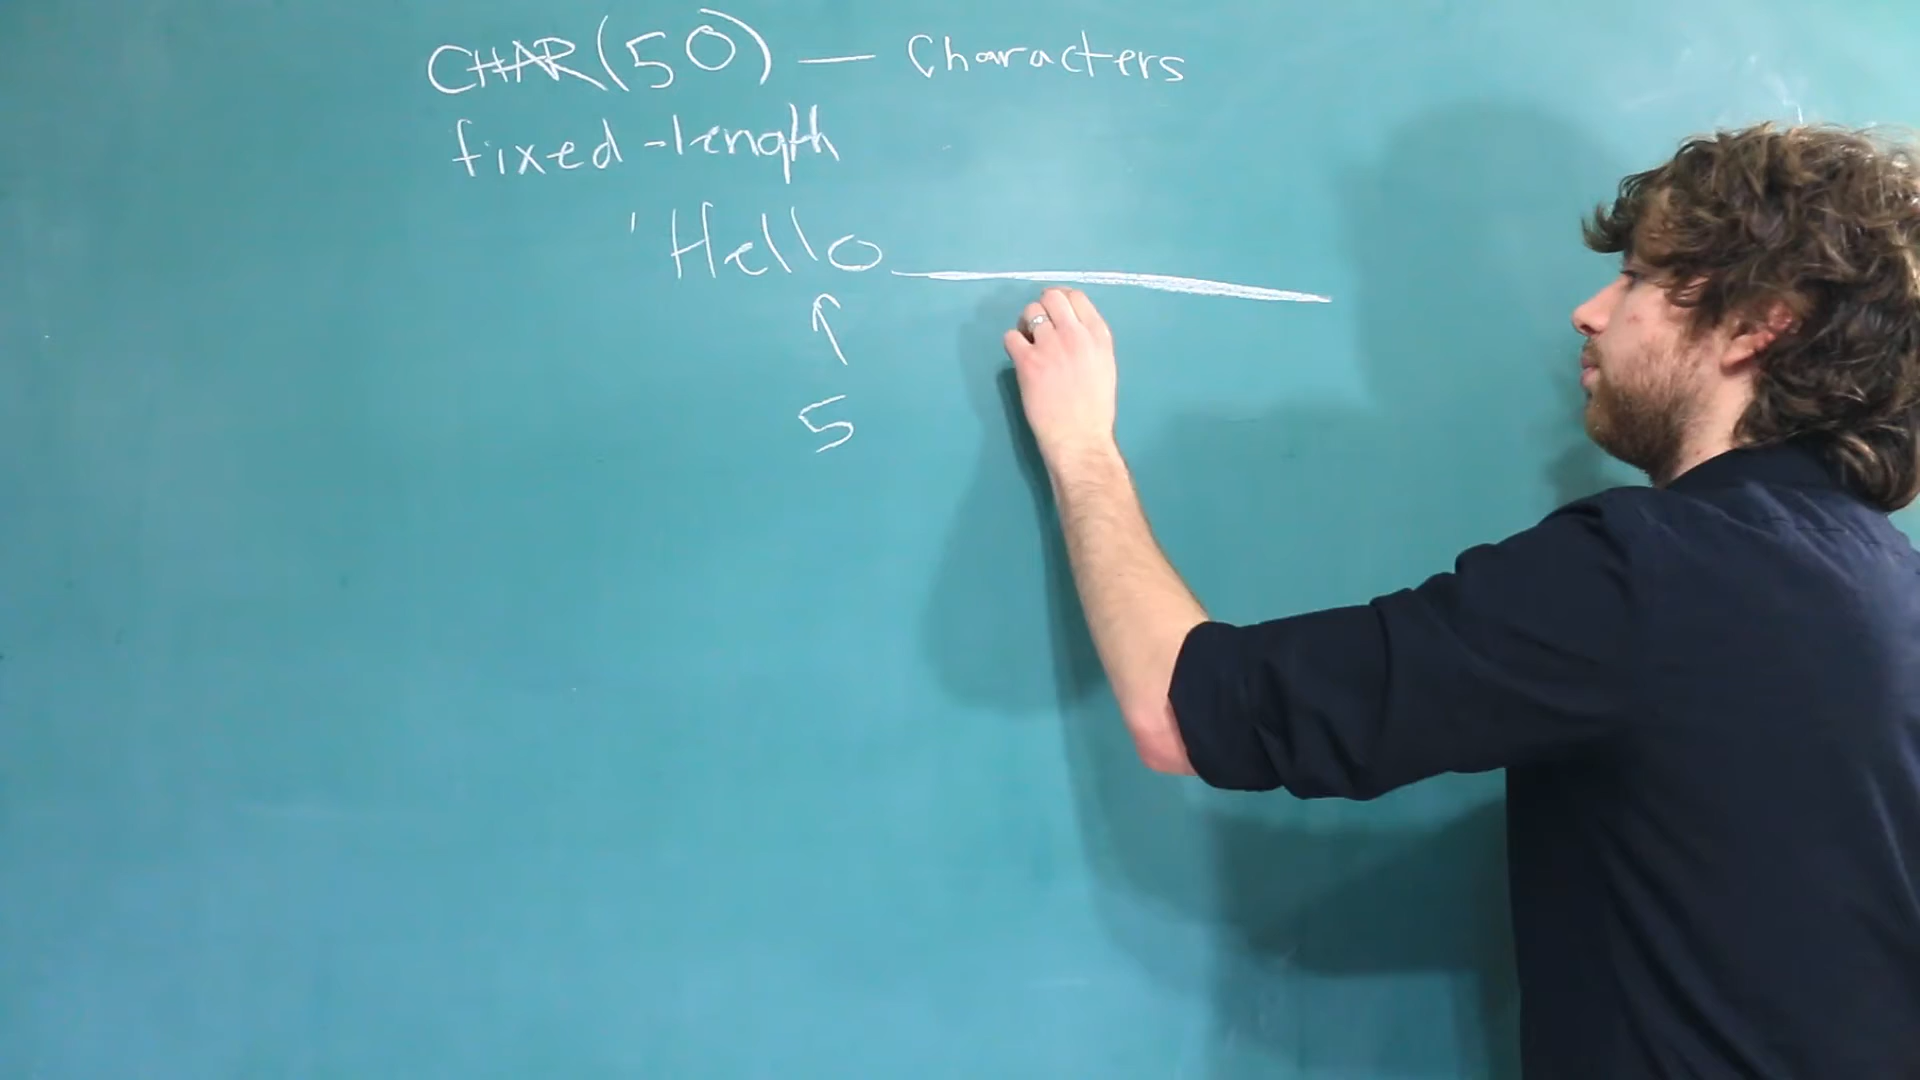 CHAR(50) — Characters
fixed-length
'Hello
↑
5